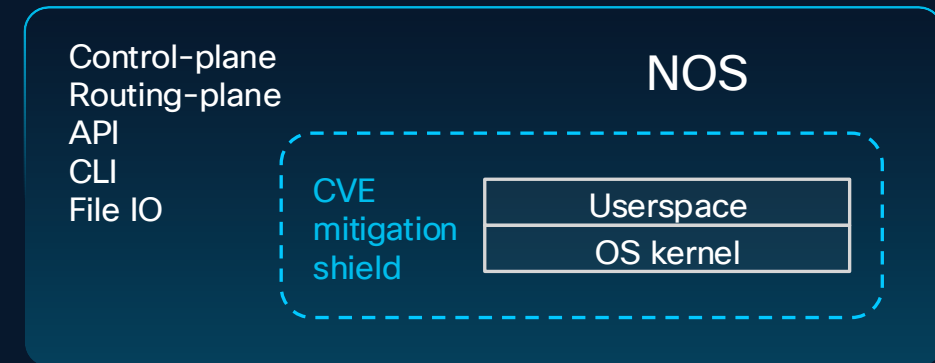 Control-plane
Routing-plane
API
CLI
File IO
NOS
CVE
mitigation
shield
Userspace
OS kernel